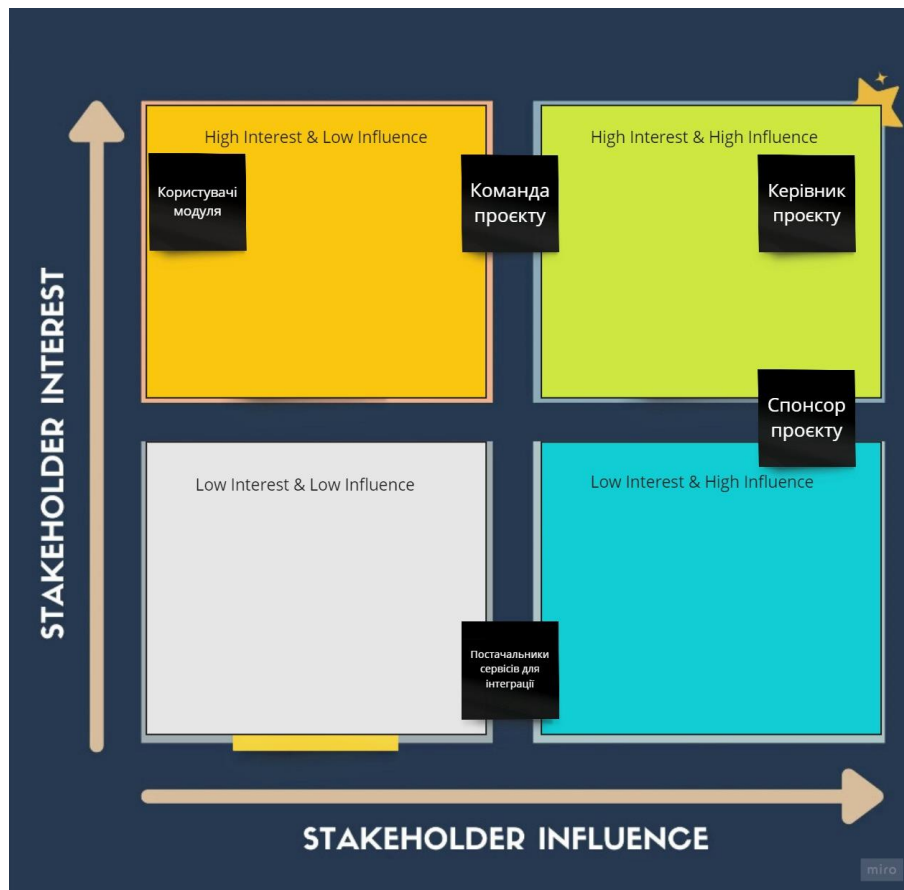 High Interest & Low Influence
High Interest & High Influence
Користувачі
модуля
Команда
проєкту
Керівник
проєкту
STAKEHOLDER INTEREST
Спонсор
проєкту
Low Interest & Low Influence
Low Interest & High Influence
Постачальники
сервісів для
інтеграції
STAKEHOLDER INFLUENCE
miro